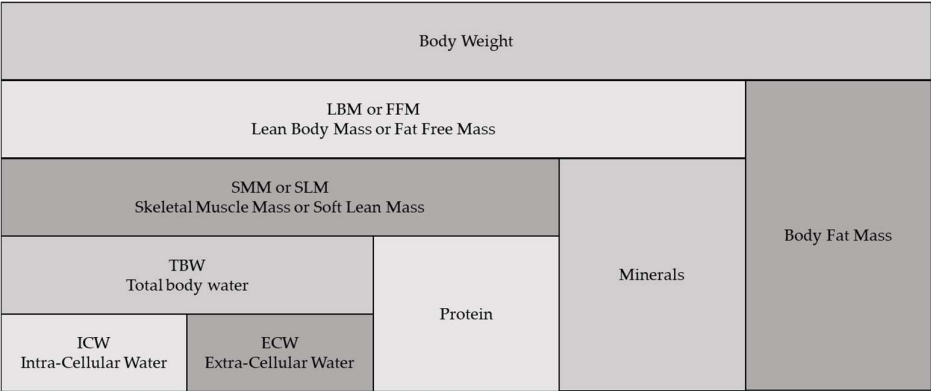 Body Weight
LBM or FFM
Lean Body Mass or Fat Free Mass
SMM or SLM
Skeletal Muscle Mass or Soft Lean Mass
Body Fat Mass
TBW
Total body water
Minerals
Protein
ICW
Intra-Cellular Water
ECW
Extra-Cellular Water